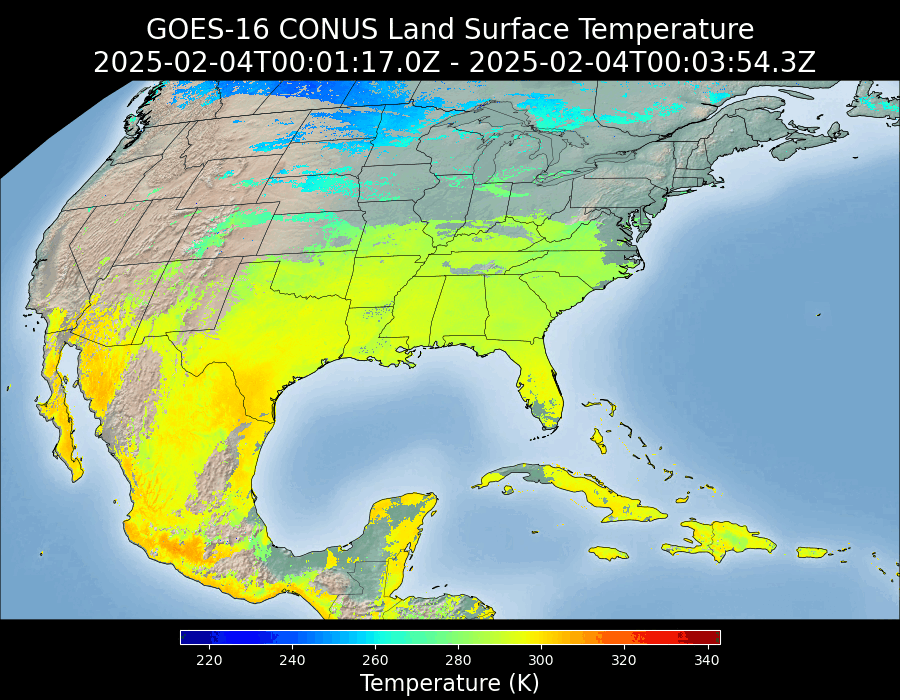 GOES-16 CONUS Land Surface Temperature
2025-02-04T00:01:17.0Z - 2025-02-04T00:03:54.3Z
220 240 260 280 300 320 340
Temperature (K)